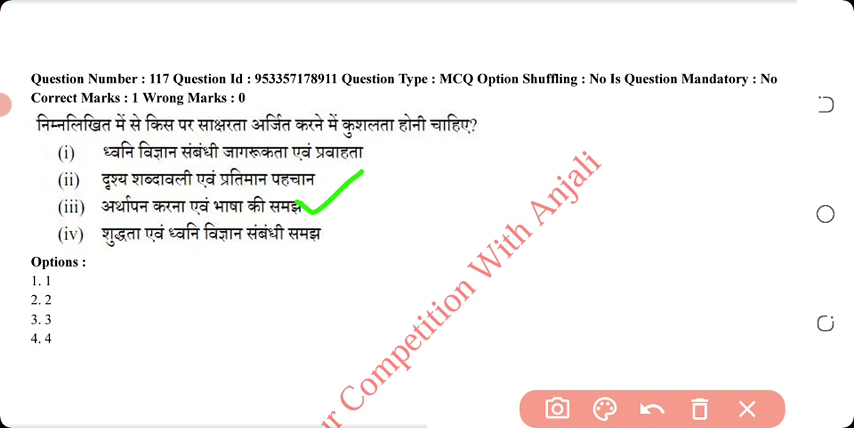 Question Number : 117 Question Id : 953357178911 Question Type : MCQ Option Shuffling : No Is Question Mandatory : No
Correct Marks : 1 Wrong Marks : 0
निम्नलिखित में से किस पर साक्षरता अर्जित करने में कुशलता होनी चाहिए?
(i) ध्वनि विज्ञान संबंधी जागरूकता एवं प्रवाहता
(ii) दृश्य शब्दावली एवं प्रतिमान पहचान
(iii) अर्थापन करना एवं भाषा की समझ
(iv) शुद्धता एवं ध्वनि विज्ञान संबंधी समझ
Options :
1. 1
2. 2
3. 3
4. 4
r Competition With Anjali